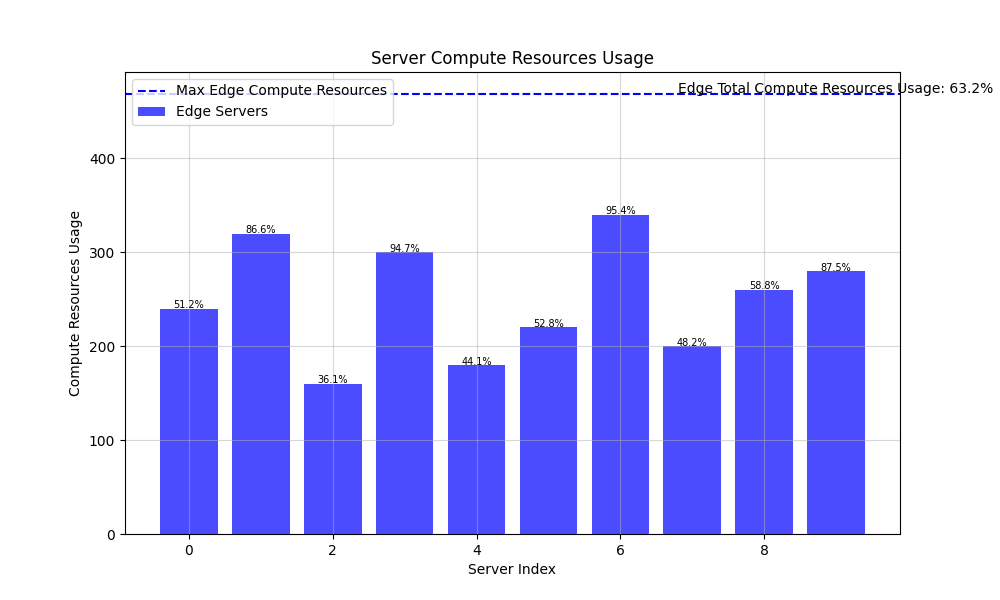 Server Compute Resources Usage
Max Edge Compute Resources
Edge Servers
Edge Total Compute Resources Usage: 63.2%
Compute Resources Usage
400
300
200
100
0
51.2%
86.6%
36.1%
94.7%
44.1%
52.8%
95.4%
48.2%
58.8%
87.5%
0 2 4 6 8
Server Index